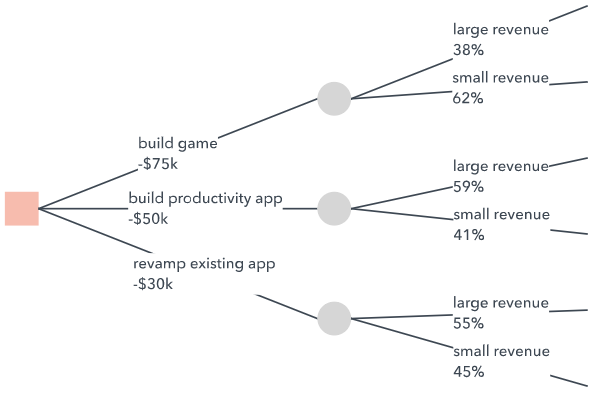 large revenue
38%
small revenue
62%
build game
-$75k
large revenue
59%
build productivity app
-$50k
small revenue
41%
revamp existing app
-$30k
large revenue
55%
small revenue
45%